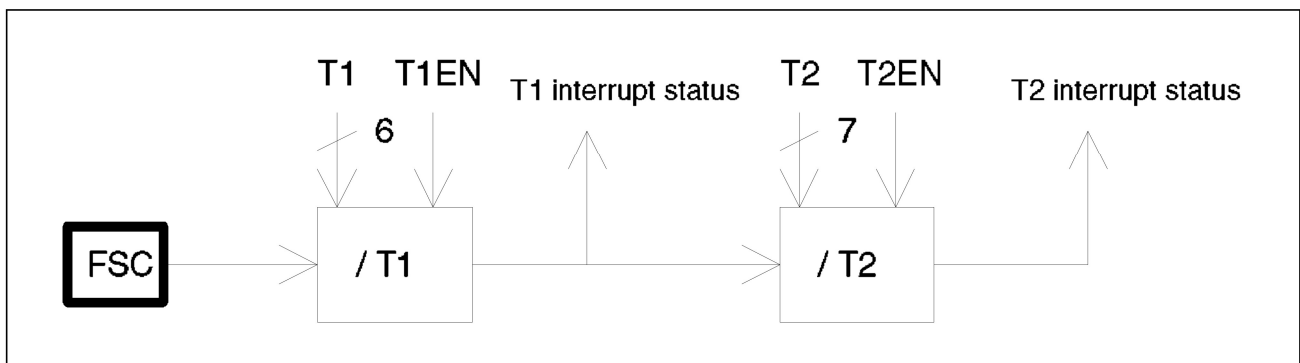 T1 T1EN T1 interrupt status T2 T2EN T2 interrupt status
6 7
FSC / T1 / T2